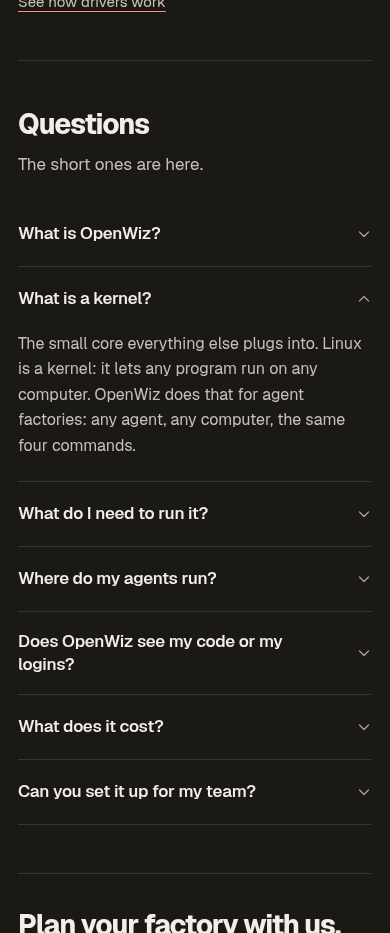 See how drivers work
Questions
The short ones are here.
What is OpenWiz?
What is a kernel?
The small core everything else plugs into. Linux
is a kernel: it lets any program run on any
computer. OpenWiz does that for agent
factories: any agent, any computer, the same
four commands.
What do I need to run it?
Where do my agents run?
Does OpenWiz see my code or my
logins?
What does it cost?
Can you set it up for my team?
Plan your factory with us.